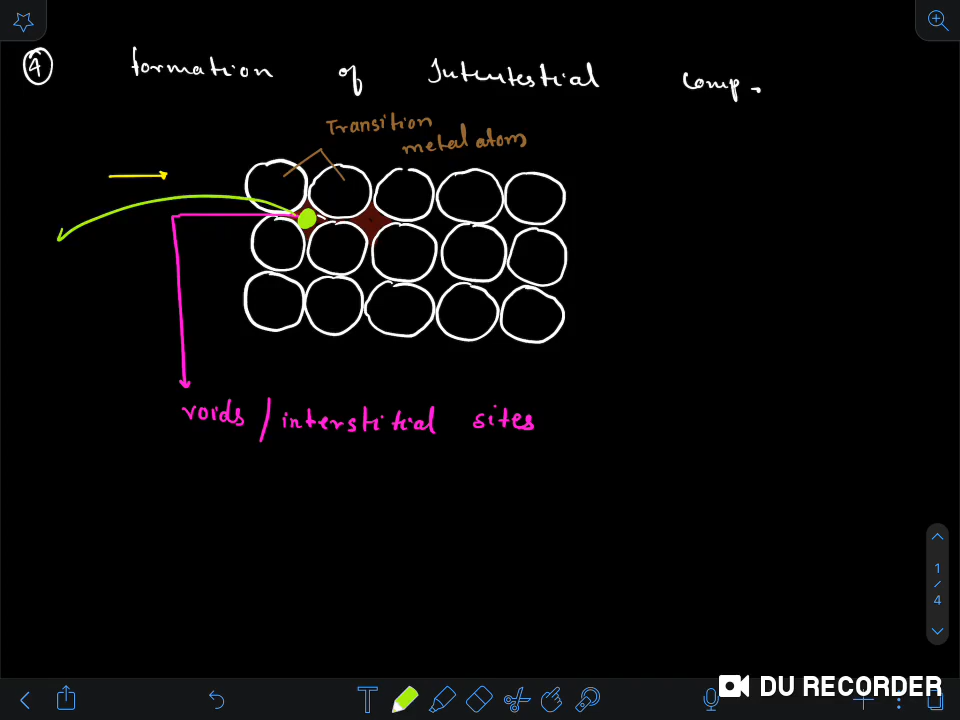 4 formation of Intertestial comp.
Transition
metal atom
voids / interstitial sites
1
/
4
T
DU RECORDER